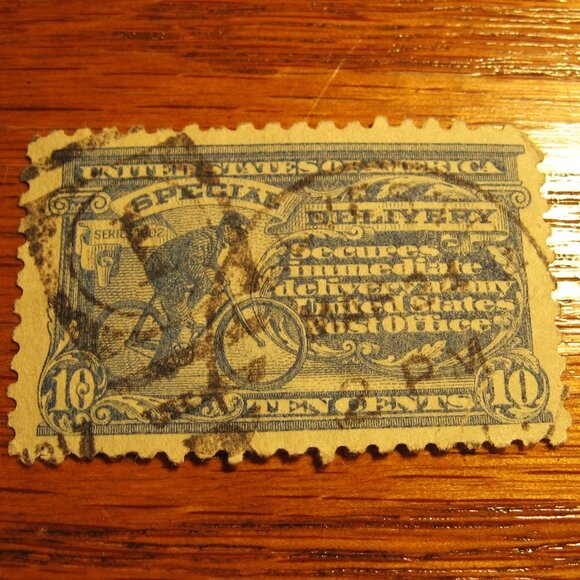 UNITED STATES OF AMERICA
SPECIAL DELIVERY
SERIES 1902
Secures
immediate
delivery at any
United States
Post Office
10 TEN CENTS 10
PM